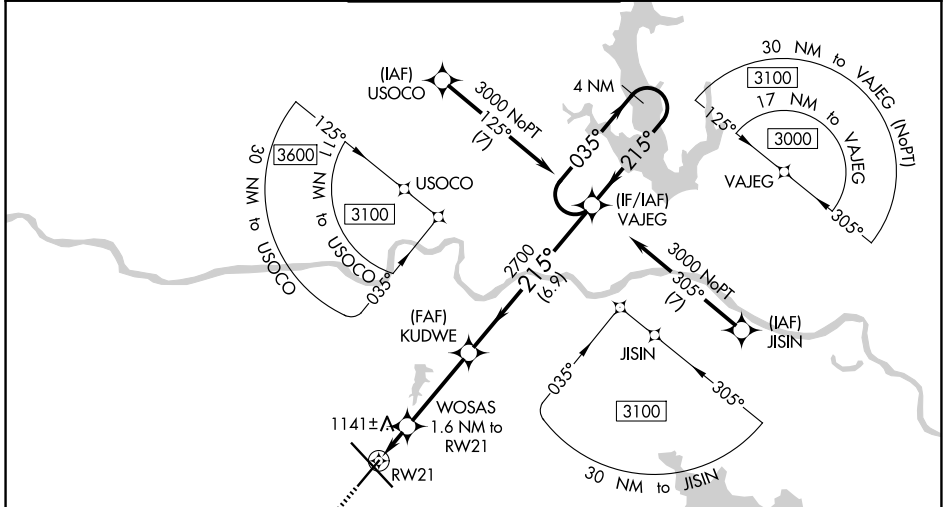 (IAF)
USOCO
3000 NoPT
125°
(7)
4 NM
035°
215°
(IF/IAF)
VAJEG
30 NM to VAJEG (NoPT)
3100
17 NM to VAJEG
3000
125°
VAJEG
305°
125°
3600
30 NM to USOCO
11 NM to USOCO
3100
USOCO
035°
2700
215°
(6.9)
3000 NoPT
305°
(7)
(IAF)
JISIN
(FAF)
KUDWE
JISIN
035°
305°
3100
30 NM to JISIN
1141±
WOSAS
1.6 NM to
RW21
RW21